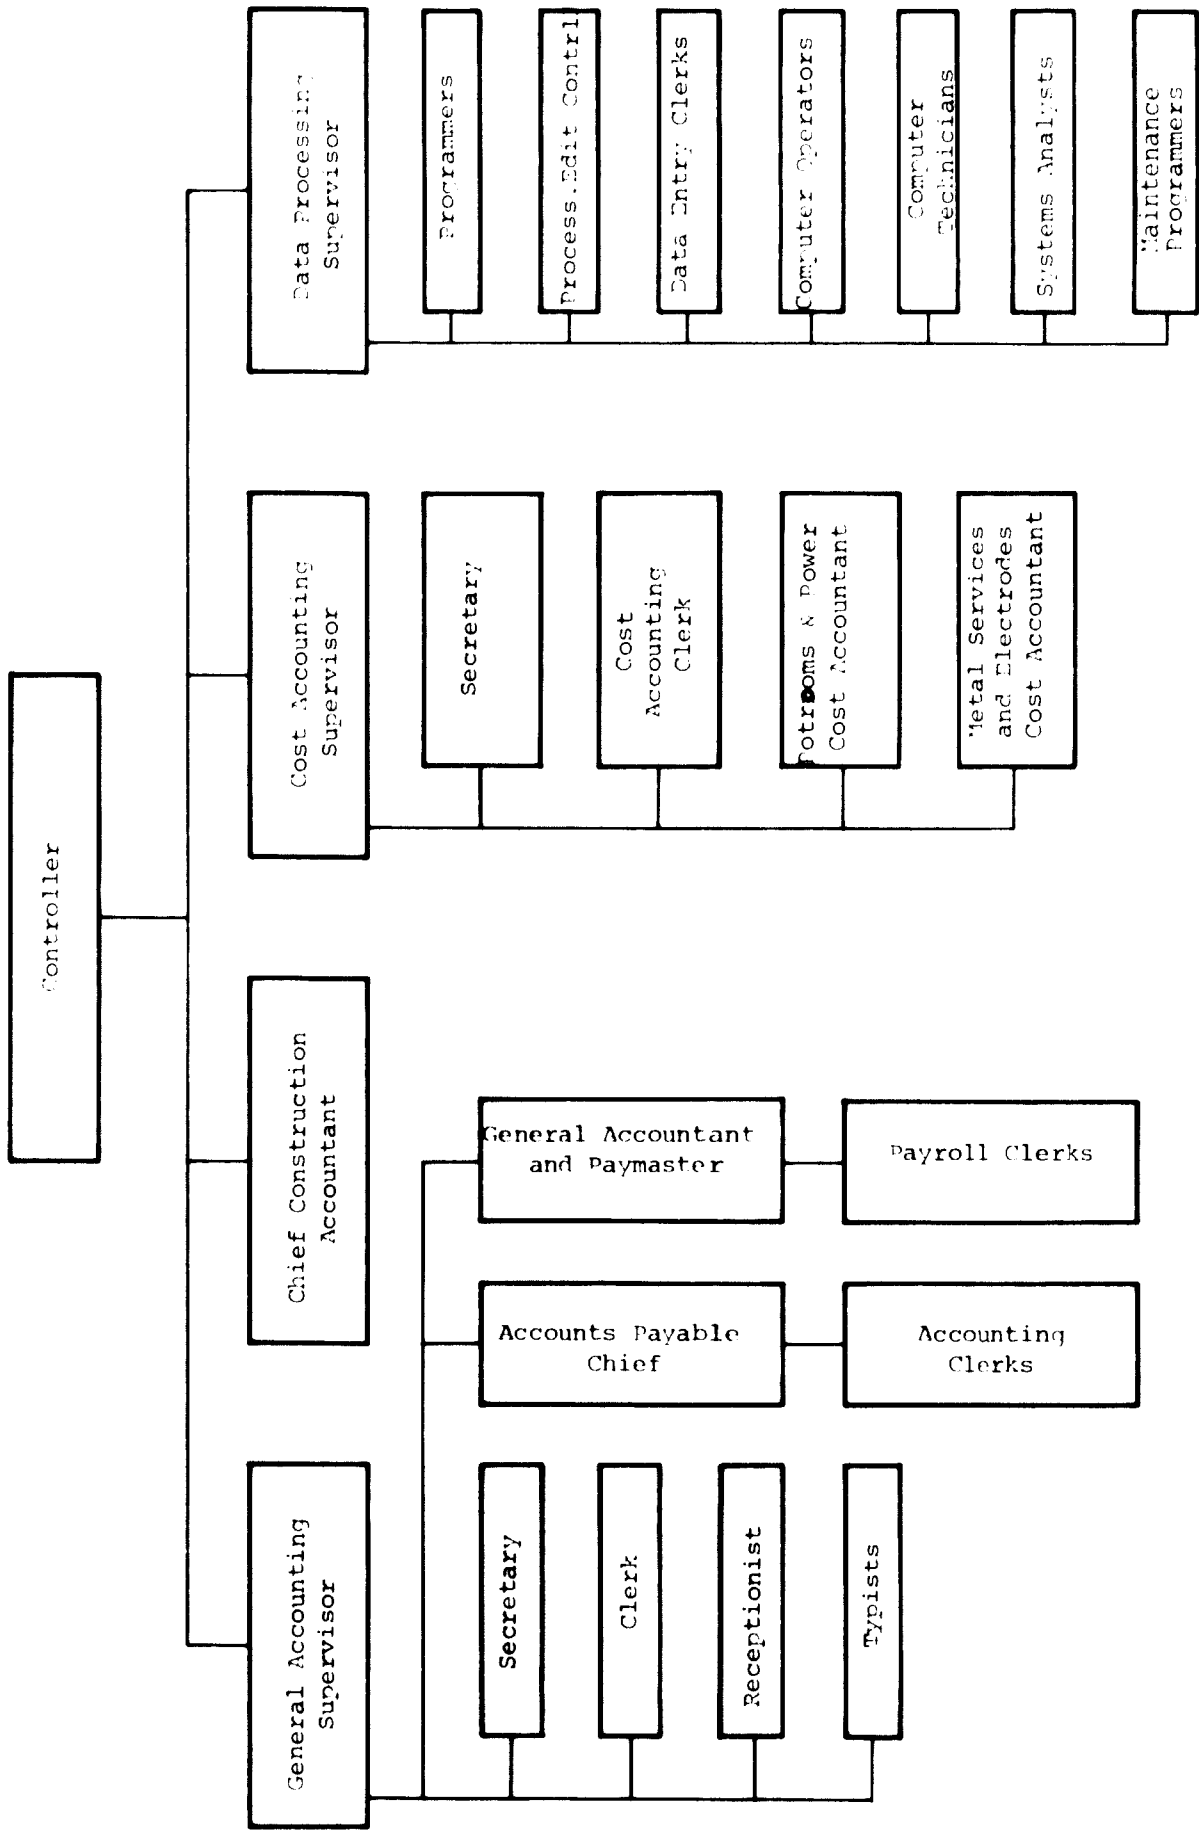 Controller
General Accounting
Supervisor
Chief Construction
Accountant
Cost Accounting
Supervisor
Data Processing
Supervisor
Secretary
Clerk
Receptionist
Typists
Accounts Payable
Chief
Accounting
Clerks
General Accountant
and Paymaster
Payroll Clerks
Secretary
Cost
Accounting
Clerk
Potrooms & Power
Cost Accountant
Metal Services
and Electrodes
Cost Accountant
Programmers
Process.Edit Contrl
Data Entry Clerks
Computer Operators
Computer
Technicians
Systems Analysts
Maintenance
Programmers